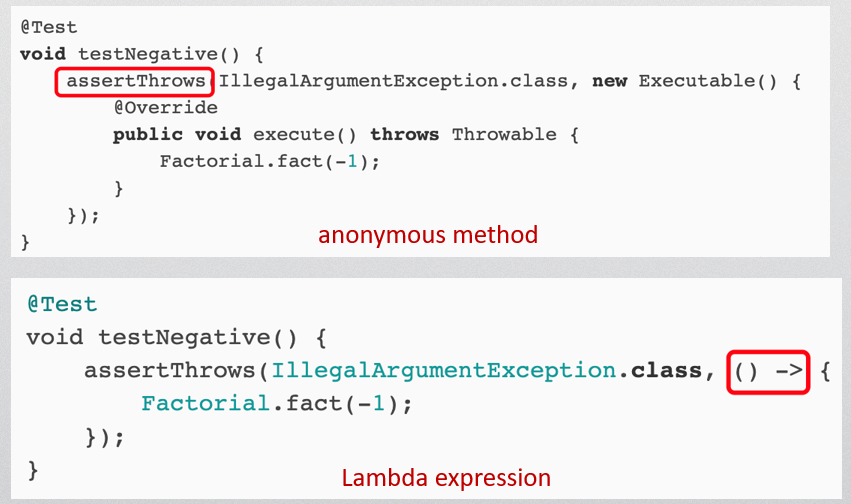 @Test
void testNegative() {
    assertThrows(IllegalArgumentException.class, new Executable() {
        @Override
        public void execute() throws Throwable {
            Factorial.fact(-1);
        }
    });
}
anonymous method
@Test
void testNegative() {
    assertThrows(IllegalArgumentException.class, () -> {
        Factorial.fact(-1);
    });
}
Lambda expression